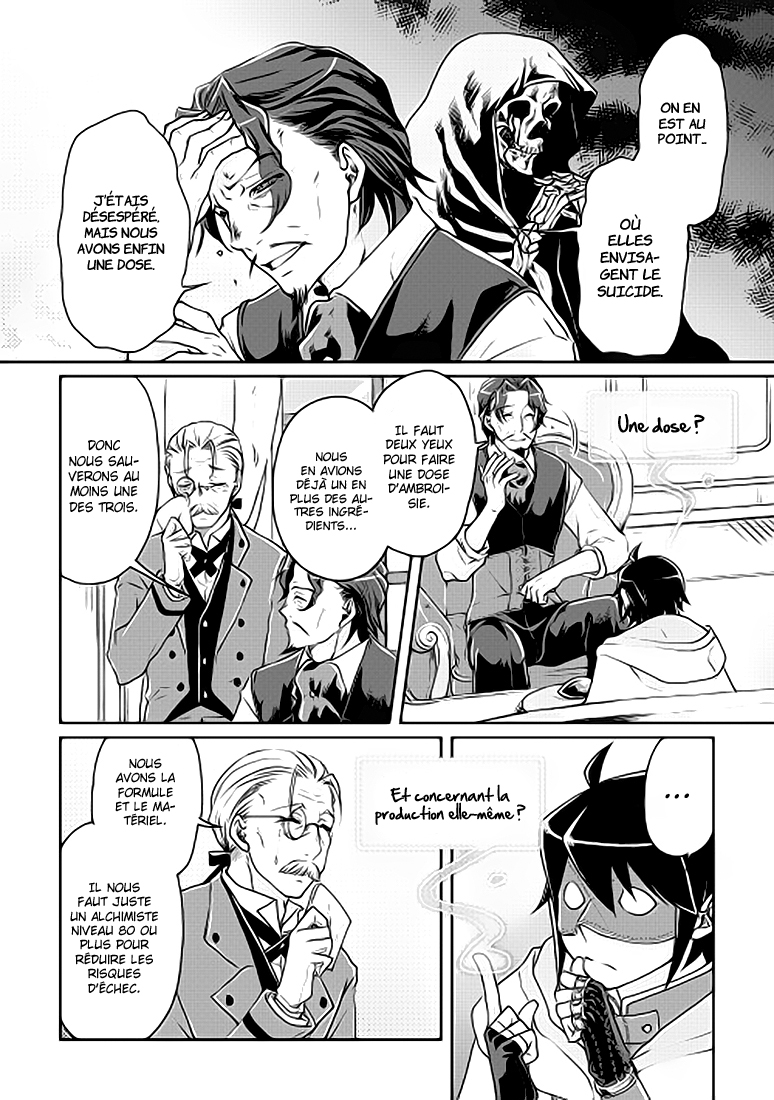 ON EN
EST AU
POINT...
OÙ
ELLES
ENVISA-
GENT LE
SUICIDE.
J'ÉTAIS
DÉSESPÉRÉ,
MAIS NOUS
AVONS ENFIN
UNE DOSE.
Une dose ?
IL FAUT
DEUX YEUX
POUR FAIRE
UNE DOSE
D'AMBROI-
SIE.
NOUS
EN AVIONS
DÉJÀ UN EN
PLUS DES AU-
TRES INGRÉ-
DIENTS...
DONC
NOUS SAU-
VERONS AU
MOINS UNE
DES TROIS.
...
Et concernant la
production elle-même ?
NOUS
AVONS LA
FORMULE
ET LE MA-
TÉRIEL.
IL NOUS
FAUT JUSTE
UN ALCHIMISTE
NIVEAU 80 OU
PLUS POUR
RÉDUIRE LES
RISQUES
D'ÉCHEC.